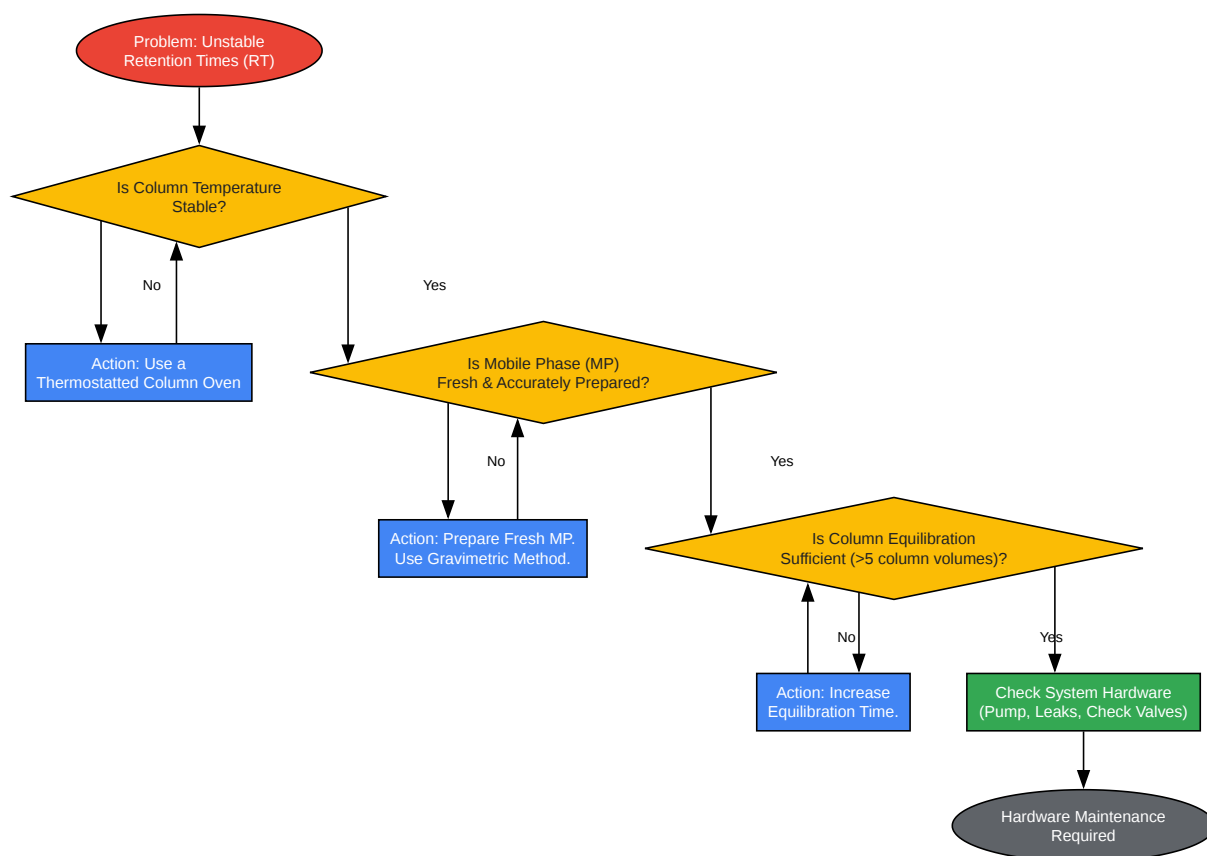 Problem: Unstable
Retention Times (RT)
Is Column Temperature
Stable?
No
Yes
Action: Use a
Thermostatted Column Oven
Is Mobile Phase (MP)
Fresh & Accurately Prepared?
No
Yes
Action: Prepare Fresh MP.
Use Gravimetric Method.
Is Column Equilibration
Sufficient (>5 column volumes)?
No
Yes
Action: Increase
Equilibration Time.
Check System Hardware
(Pump, Leaks, Check Valves)
Hardware Maintenance
Required